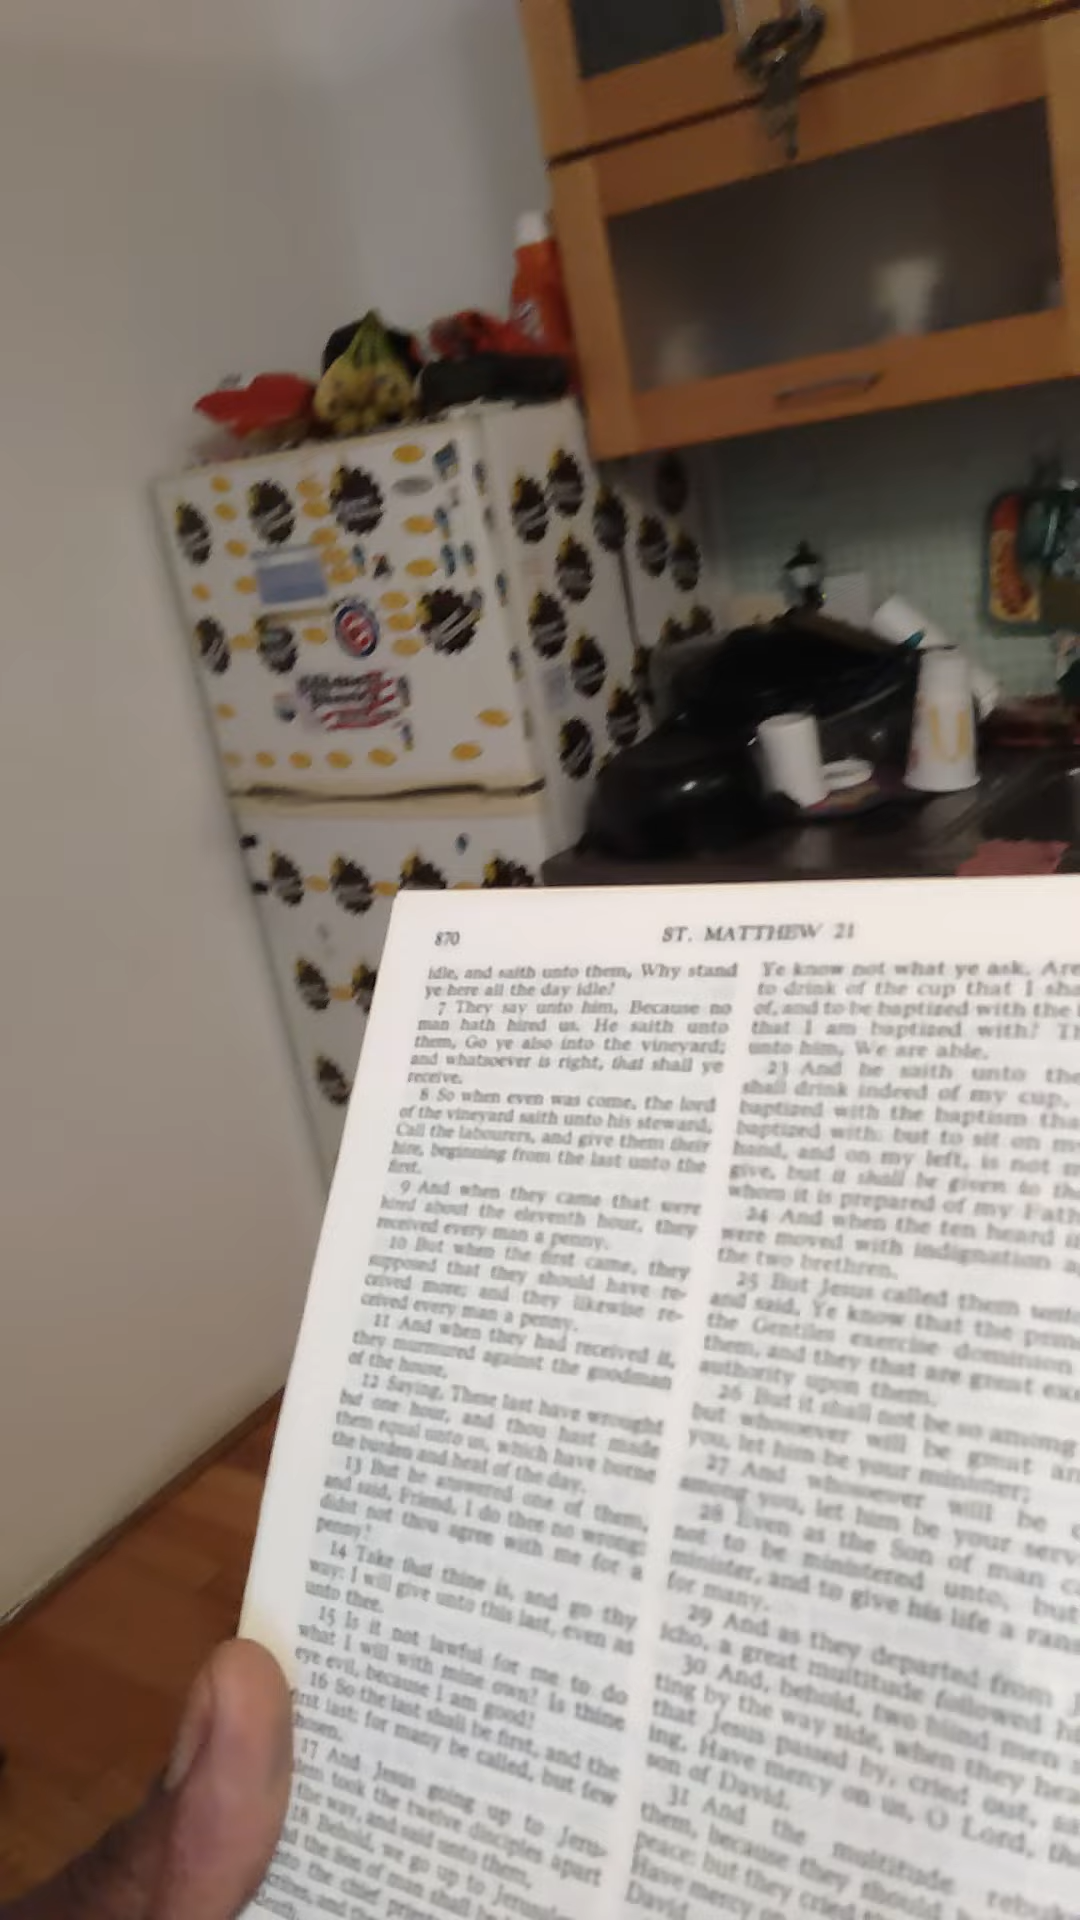 870
ST. MATTHEW 21
idle, and saith unto them, Why stand
ye here all the day idle?
7 They say unto him, Because no
man hath hired us. He saith unto
them, Go ye also into the vineyard;
and whatsoever is right, that shall ye
receive.
8 So when even was come, the lord
of the vineyard saith unto his steward,
Call the labourers, and give them their
hire, beginning from the last unto the
first.
9 And when they came that were
hired about the eleventh hour, they
received every man a penny.
10 But when the first came, they
supposed that they should have re-
ceived more; and they likewise re-
ceived every man a penny.
11 And when they had received it,
they murmured against the goodman
of the house,
12 Saying, These last have wrought
but one hour, and thou hast made
them equal unto us, which have borne
the burden and heat of the day.
13 But he answered one of them,
and said, Friend, I do thee no wrong:
didst not thou agree with me for a
penny?
14 Take that thine is, and go thy
way: I will give unto this last, even as
unto thee.
15 Is it not lawful for me to do
what I will with mine own? Is thine
eye evil, because I am good?
16 So the last shall be first, and the
first last: for many be called, but few
17 And Jesus going up to Jeru-
took the twelve disciples apart
the way, and said unto them,
18 Behold, we go up to Jerusalem
the Son of man shall
the chief
Ye know not what ye ask. Are
to drink of the cup that I
of, and to be baptized with the
that I am baptized with?
unto him, We are able.
23 And he saith unto
shall drink indeed of my cup,
baptized with the baptism
baptized with: but to sit on
hand, and on my left, is not
give, but it shall be given to
whom it is prepared of my
24 And when the ten heard
were moved with indignation
the two brethren.
25 But Jesus called them
and said, Ye know that the
the Gentiles exercise dominion
them, and they that are great
authority upon them.
26 But it shall not be so among
but whosoever will be great
you, let him be your minister;
27 And whosoever will be
among you, let him be your
28 Even as the Son of man
not to be ministered unto, but
minister, and to give his life a
for many.
29 And as they departed from
icho, a great multitude followed
30 And, behold, two blind men
ting by the way side, when they
that Jesus passed by, cried out,
ing, Have mercy on us, O Lord,
son of David.
31 And the multitude
them, because they should
peace: but they cried
Have mercy
David